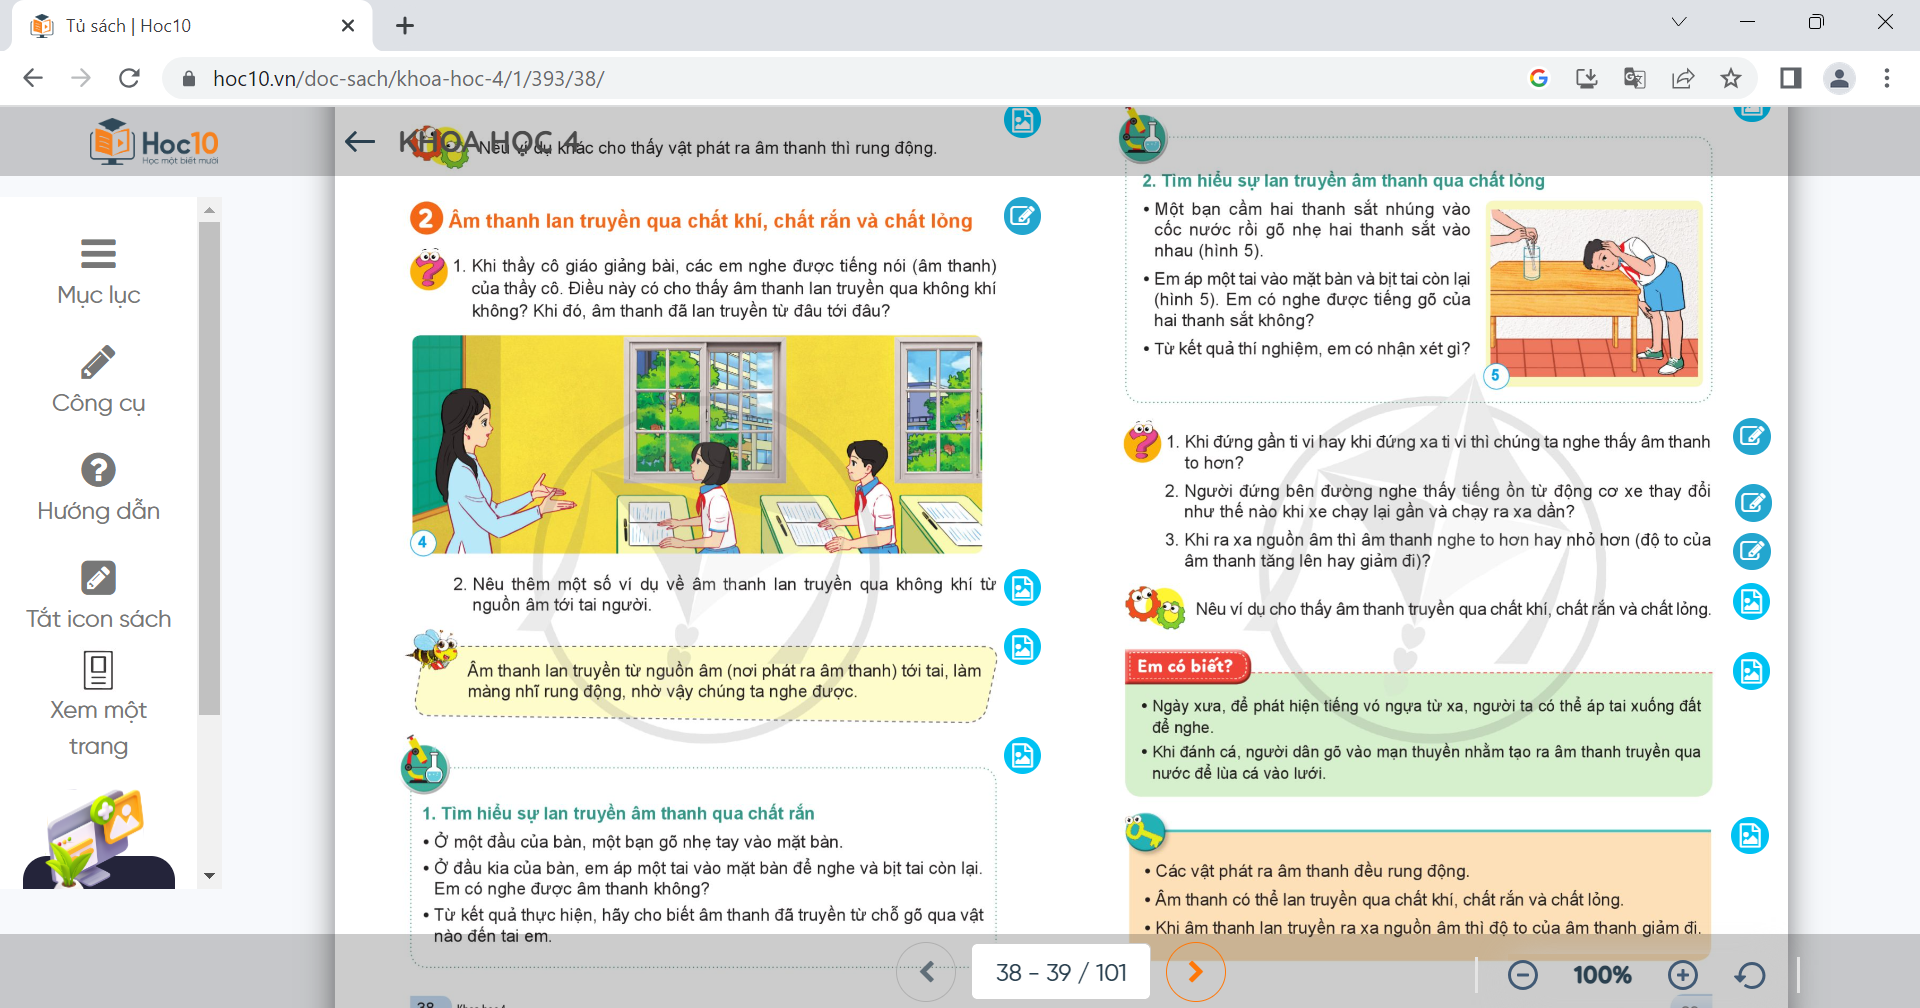 Tủ sách | Hoc10
hoc10.vn/doc-sach/khoa-hoc-4/1/393/38/
Hoc10
Học một biết mười
KHOA HỌC 4
Nêu ví dụ khác cho thấy vật phát ra âm thanh thì rung động.
Mục lục
Công cụ
Hướng dẫn
Tắt icon sách
Xem một
trang
2 Âm thanh lan truyền qua chất khí, chất rắn và chất lỏng
1. Khi thầy cô giáo giảng bài, các em nghe được tiếng nói (âm thanh)
của thầy cô. Điều này có cho thấy âm thanh lan truyền qua không khí
không? Khi đó, âm thanh đã lan truyền từ đâu tới đâu?
4
2. Nêu thêm một số ví dụ về âm thanh lan truyền qua không khí từ
nguồn âm tới tai người.
Âm thanh lan truyền từ nguồn âm (nơi phát ra âm thanh) tới tai, làm
màng nhĩ rung động, nhờ vậy chúng ta nghe được.
1. Tìm hiểu sự lan truyền âm thanh qua chất rắn
• Ở một đầu của bàn, một bạn gõ nhẹ tay vào mặt bàn.
• Ở đầu kia của bàn, em áp một tai vào mặt bàn để nghe và bịt tai còn lại.
Em có nghe được âm thanh không?
• Từ kết quả thực hiện, hãy cho biết âm thanh đã truyền từ chỗ gõ qua vật
nào đến tai em.
2. Tìm hiểu sự lan truyền âm thanh qua chất lỏng
• Một bạn cầm hai thanh sắt nhúng vào
cốc nước rồi gõ nhẹ hai thanh sắt vào
nhau (hình 5).
• Em áp một tai vào mặt bàn và bịt tai còn lại
(hình 5). Em có nghe được tiếng gõ của
hai thanh sắt không?
• Từ kết quả thí nghiệm, em có nhận xét gì?
5
1. Khi đứng gần ti vi hay khi đứng xa ti vi thì chúng ta nghe thấy âm thanh
to hơn?
2. Người đứng bên đường nghe thấy tiếng ồn từ động cơ xe thay đổi
như thế nào khi xe chạy lại gần và chạy ra xa dần?
3. Khi ra xa nguồn âm thì âm thanh nghe to hơn hay nhỏ hơn (độ to của
âm thanh tăng lên hay giảm đi)?
Nêu ví dụ cho thấy âm thanh truyền qua chất khí, chất rắn và chất lỏng.
Em có biết?
• Ngày xưa, để phát hiện tiếng vó ngựa từ xa, người ta có thể áp tai xuống đất
để nghe.
• Khi đánh cá, người dân gõ vào mạn thuyền nhằm tạo ra âm thanh truyền qua
nước để lùa cá vào lưới.
• Các vật phát ra âm thanh đều rung động.
• Âm thanh có thể lan truyền qua chất khí, chất rắn và chất lỏng.
• Khi âm thanh lan truyền ra xa nguồn âm thì độ to của âm thanh giảm đi.
38 - 39 / 101
100%
38